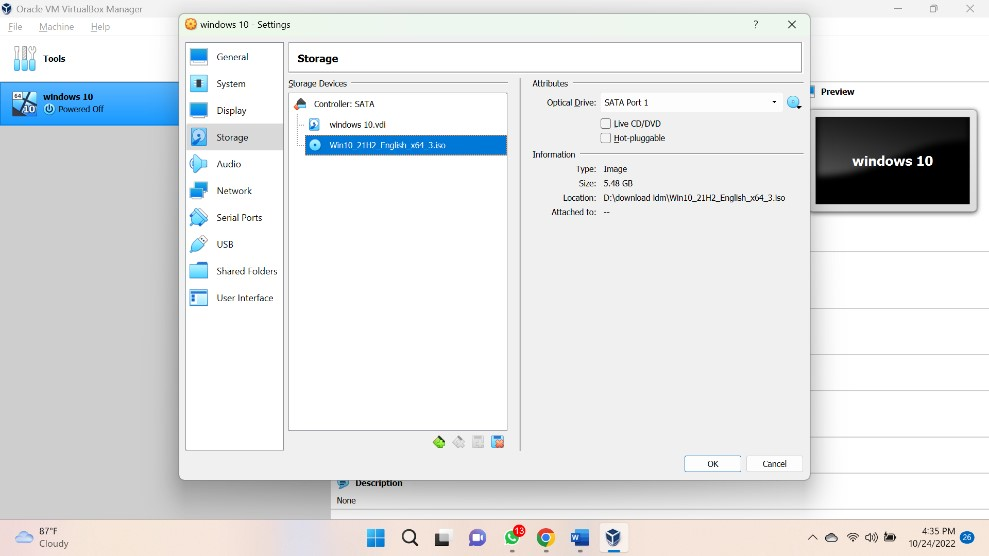 Oracle VM VirtualBox Manager
File Machine Help
Tools
64
10
windows 10
Powered Off
windows 10 - Settings
?
General
System
Display
Storage
Audio
Network
Serial Ports
USB
Shared Folders
User Interface
Storage
Storage Devices
Controller: SATA
windows 10.vdi
Win10_21H2_English_x64_3.iso
Attributes
Optical Drive: SATA Port 1
Live CD/DVD
Hot-pluggable
Information
Type: Image
Size: 5.48 GB
Location: D:\download idm\Win10_21H2_English_x64_3.iso
Attached to: --
OK Cancel
Preview
windows 10
Description
None
87°F
Cloudy
13
4:35 PM
10/24/2022
26